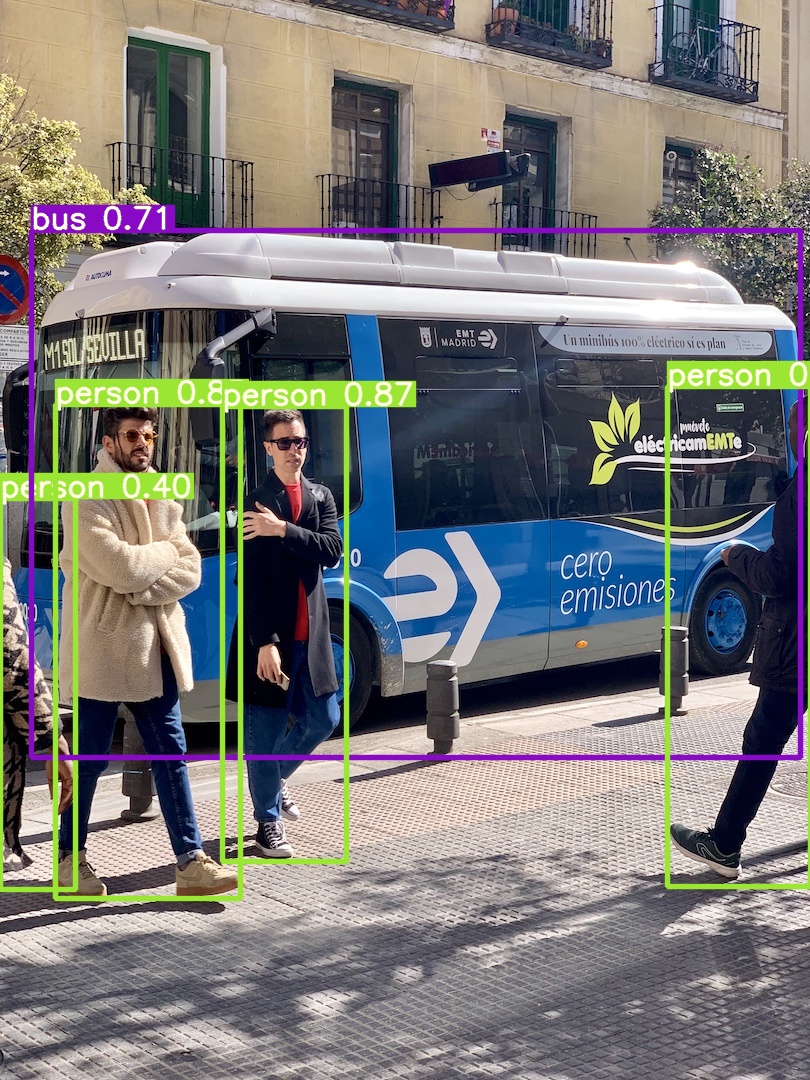 bus 0.71
M1 SOL/SEVILLA
EMT
MADRID
Un minibús 100% eléctrico sí es plan
person 0.8
person 0.87
person 0
person 0.40
muévete
eléctricamEMTe
cero
emisiones